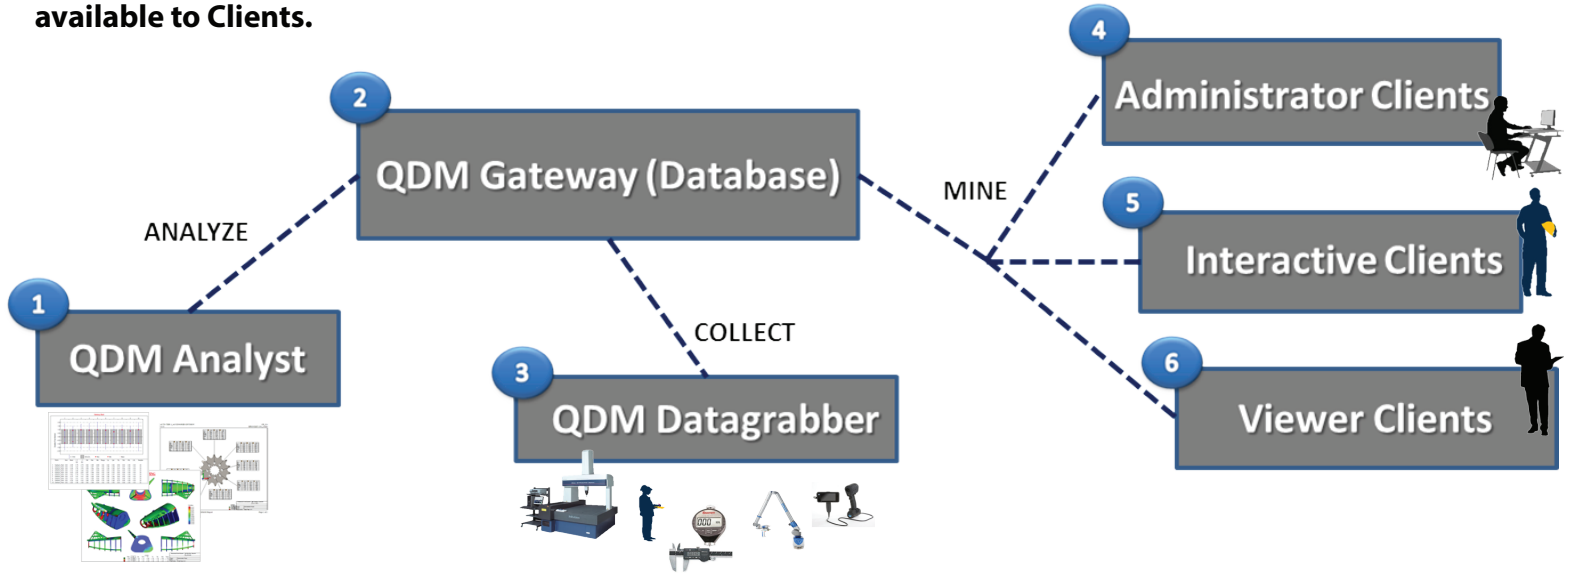 available to Clients.
4
Administrator Clients
2
QDM Gateway (Database)
MINE
5
Interactive Clients
ANALYZE
1
QDM Analyst
COLLECT
3
QDM Datagrabber
6
Viewer Clients
000